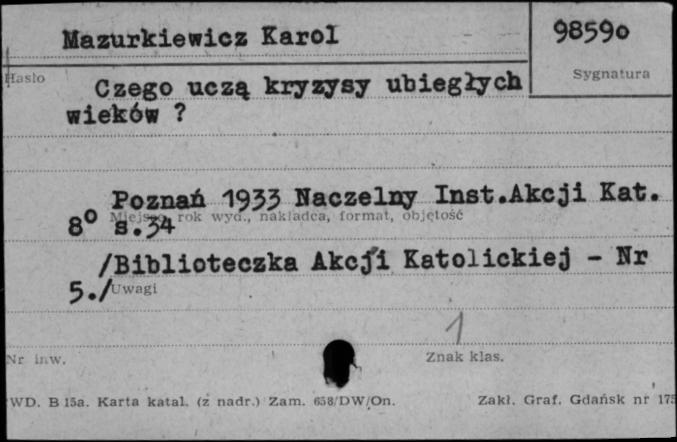 Mazurkiewicz Karol
98590
Hasło
Sygnatura
Czego uczą kryzysy ubiegłych
wieków ?
Poznań 1933 Naczelny Inst.Akcji Kat.
Miejsce, rok wyd., nakładca, format, objętość
8° s.34
/Biblioteczka Akcji Katolickiej - Nr
5./
Uwagi
1
Nr inw.
Znak klas.
WD. B 15a. Karta katal. (z nadr.) Zam. 658/DW/On.
Zakł. Graf. Gdańsk nr 175